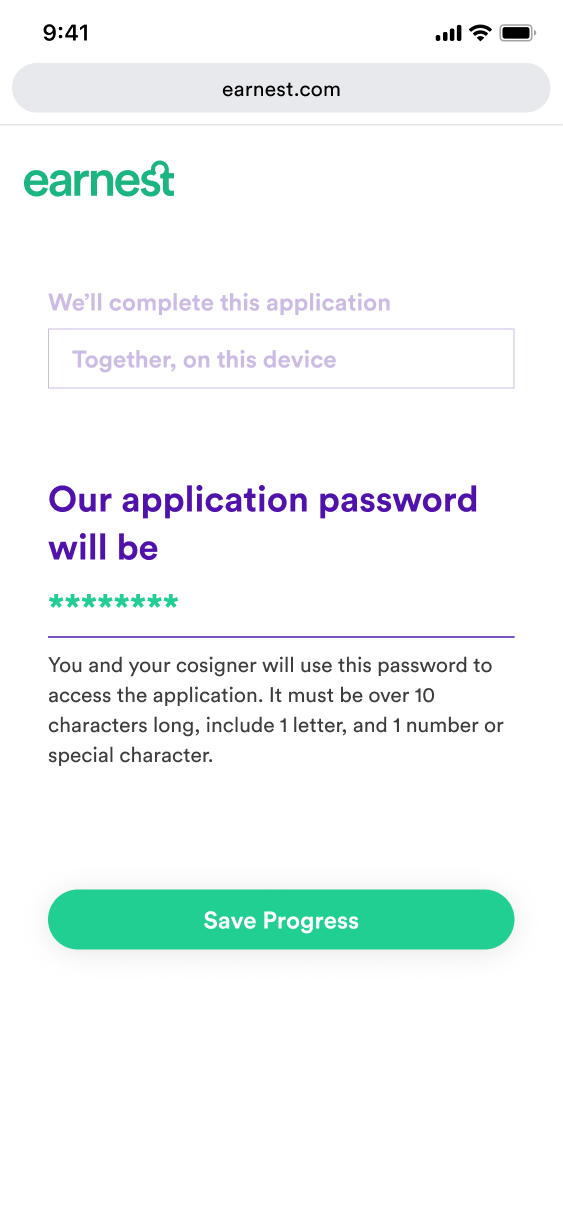 9:41
earnest.com
earnest
We’ll complete this application
Together, on this device
Our application password
will be
********
You and your cosigner will use this password to
access the application. It must be over 10
characters long, include 1 letter, and 1 number or
special character.
Save Progress